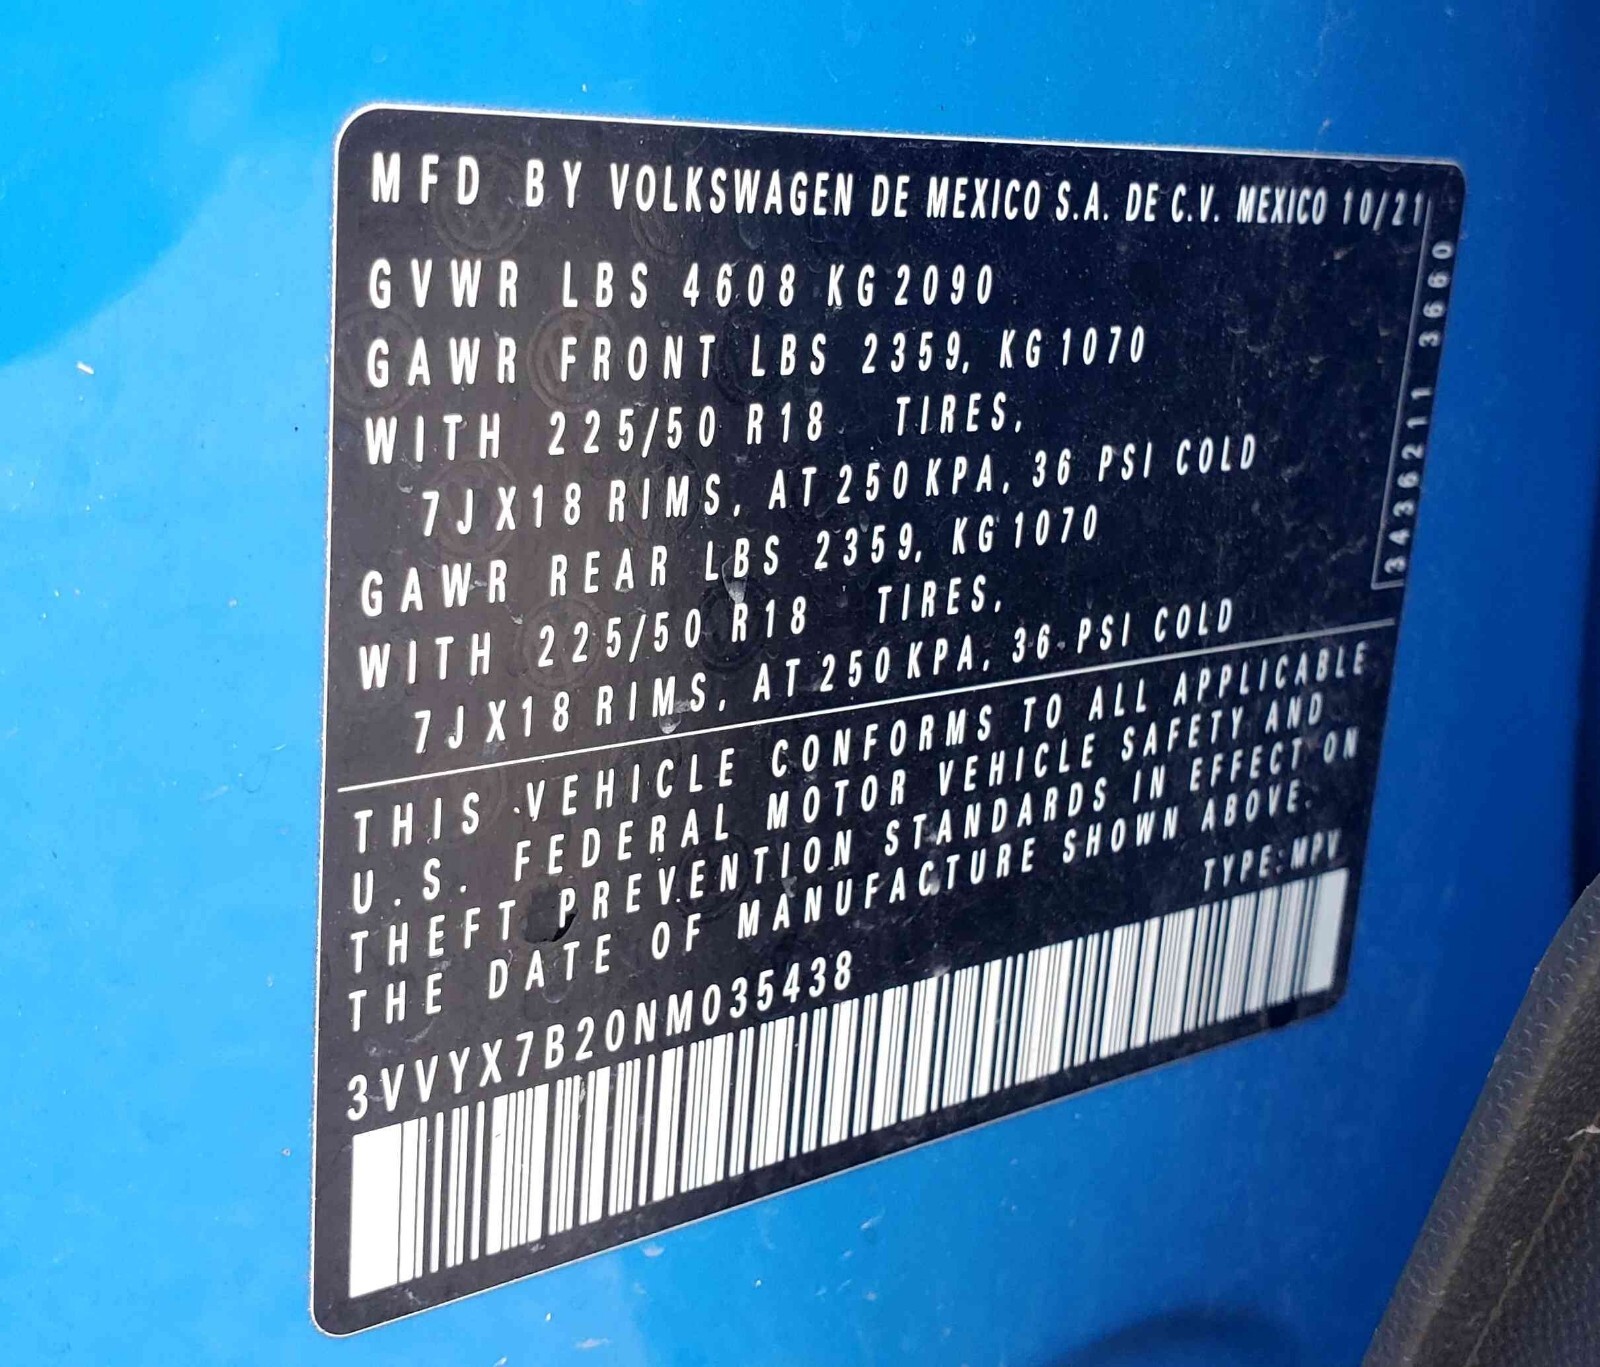 MFD BY VOLKSWAGEN DE MEXICO S.A. DE C.V. MEXICO 10/21
GVWR LBS 4608 KG 2090
GAWR FRONT LBS 2359, KG 1070
WITH 225/50 R18 TIRES,
7J X18 RIMS, AT 250 KPA, 36 PSI COLD
GAWR REAR LBS 2359, KG 1070
WITH 225/50 R18 TIRES,
7J X18 RIMS, AT 250 KPA, 36 PSI COLD
3436211 3660
THIS VEHICLE CONFORMS TO ALL APPLICABLE
U.S. FEDERAL MOTOR VEHICLE SAFETY AND
THEFT PREVENTION STANDARDS IN EFFECT ON
THE DATE OF MANUFACTURE SHOWN ABOVE.
TYPE: MPV
3VVYX7B20NM035438